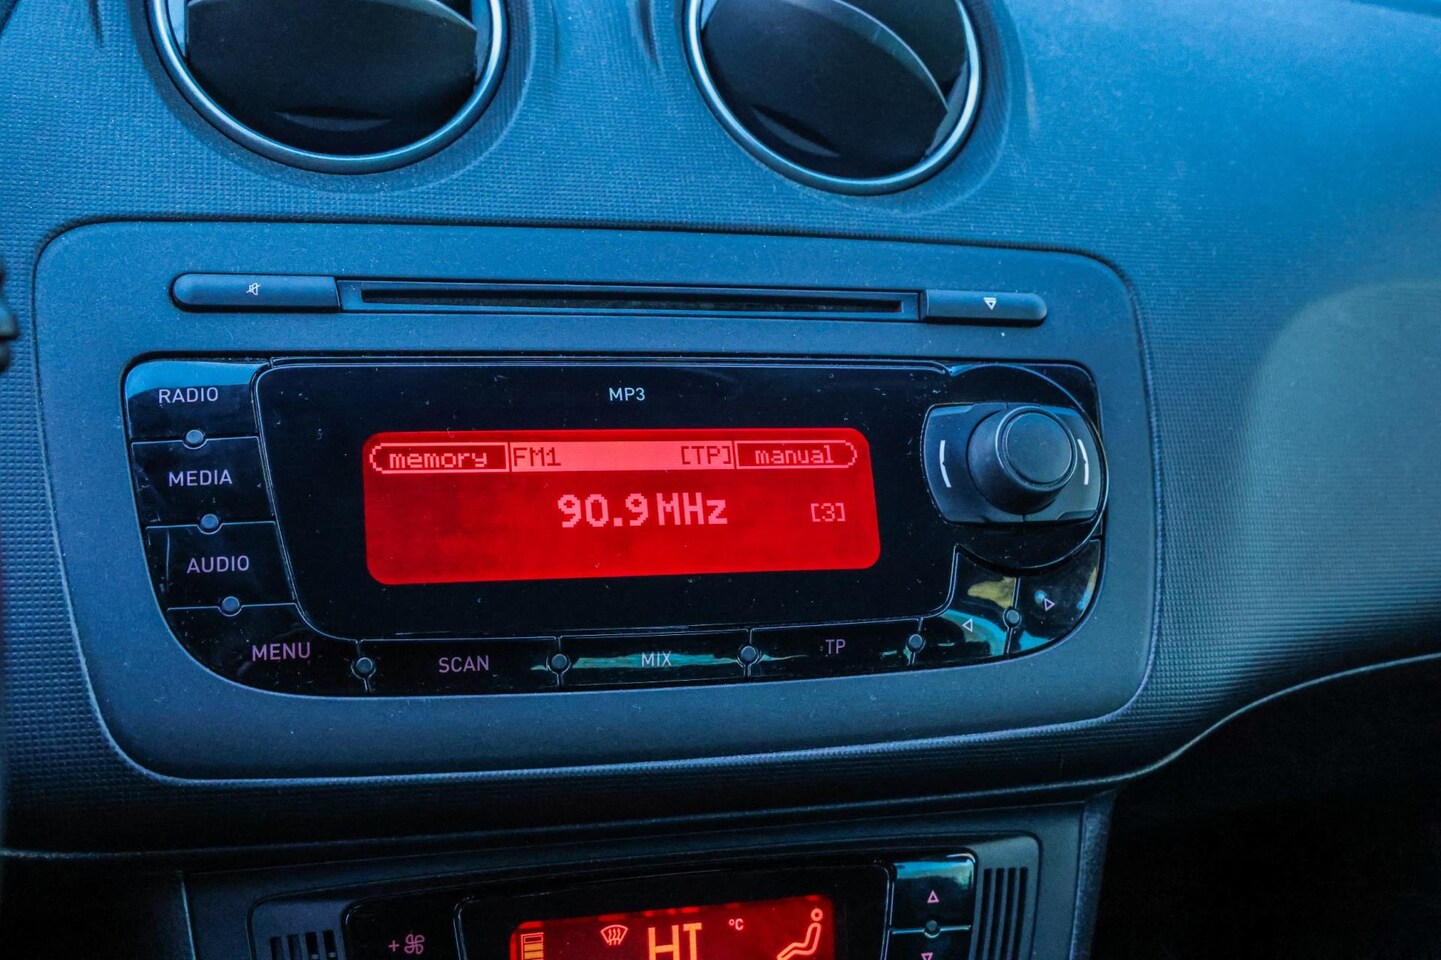 RADIO
MP3
memory FM1 [TP] manual
MEDIA
90.9 MHz [3]
AUDIO
MENU
SCAN
MIX
TP
+
HI °C